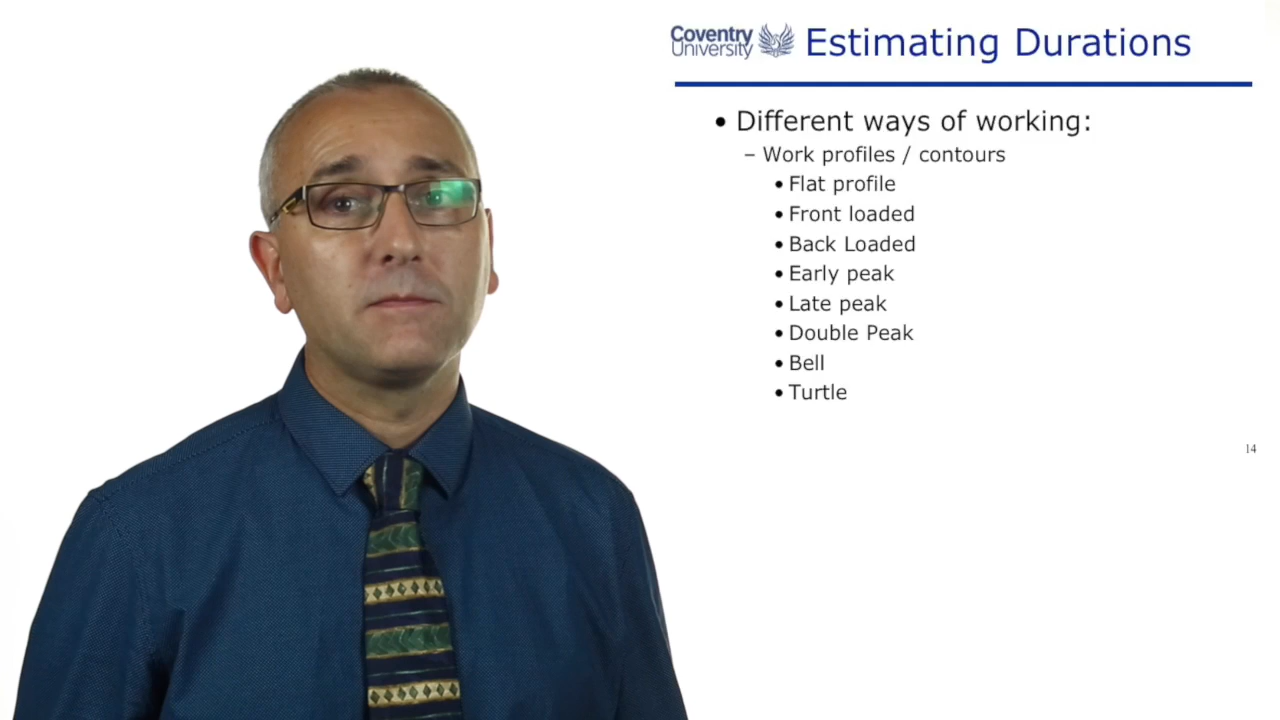 Coventry
University
Estimating Durations
• Different ways of working:
– Work profiles / contours
• Flat profile
• Front loaded
• Back Loaded
• Early peak
• Late peak
• Double Peak
• Bell
• Turtle
14